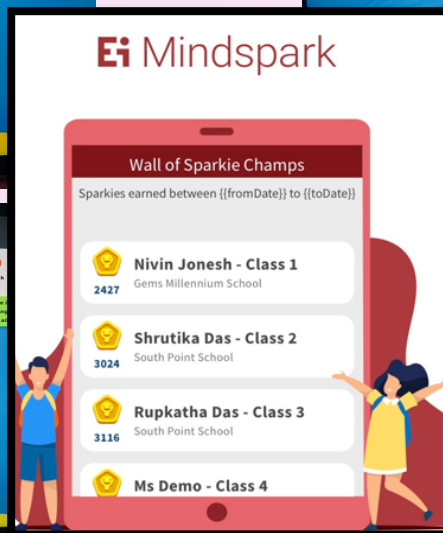 Ei Mindspark
Wall of Sparkie Champs
Sparkies earned between {{fromDate}} to {{toDate}}
Nivin Jonesh - Class 1
2427
Gems Millennium School
Shrutika Das - Class 2
3024
South Point School
Rupkatha Das - Class 3
3116
South Point School
Ms Demo - Class 4